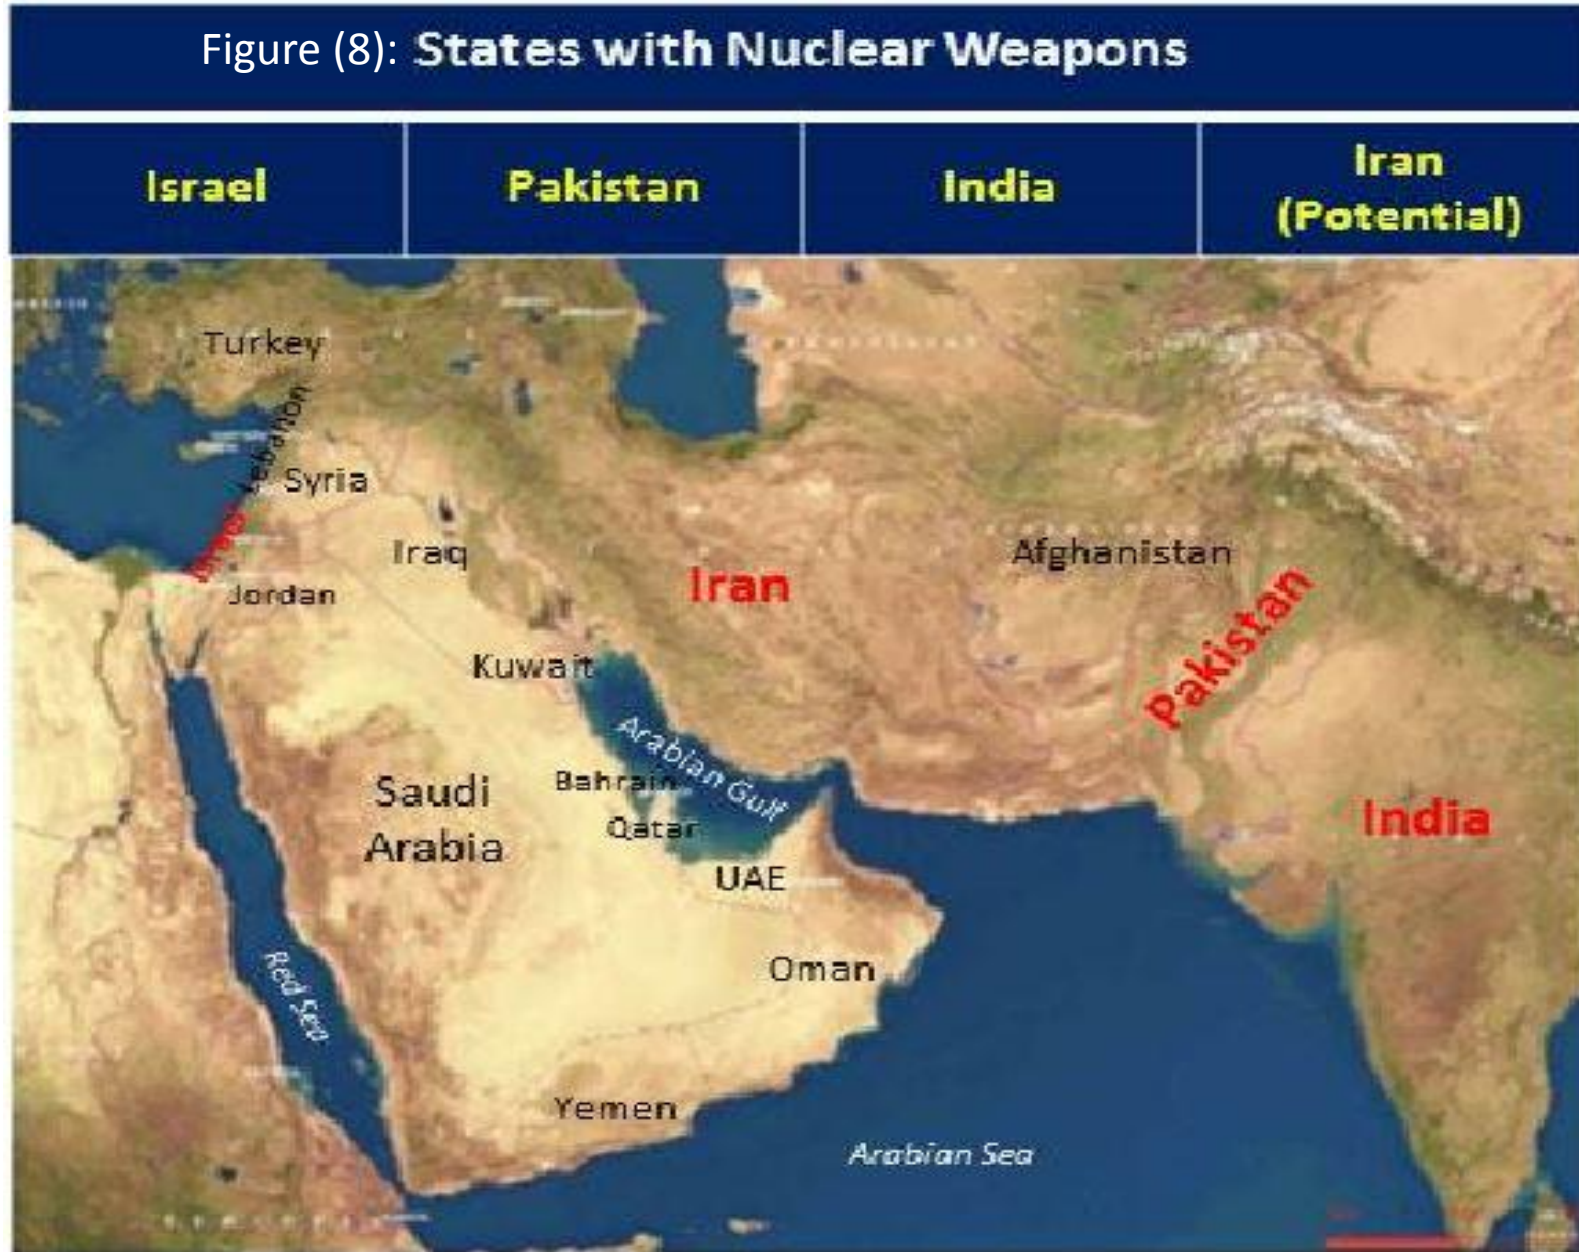 Figure (8): States with Nuclear Weapons
Israel
Pakistan
India
Iran
(Potential)
Turkey
Lebanon
Syria
Israel
Iraq
Iran
Afghanistan
Jordan
Pakistan
Kuwait
Arabian Gulf
Bahrain
Saudi
Arabia
Qatar
India
UAE
Oman
Red Sea
Yemen
Arabian Sea